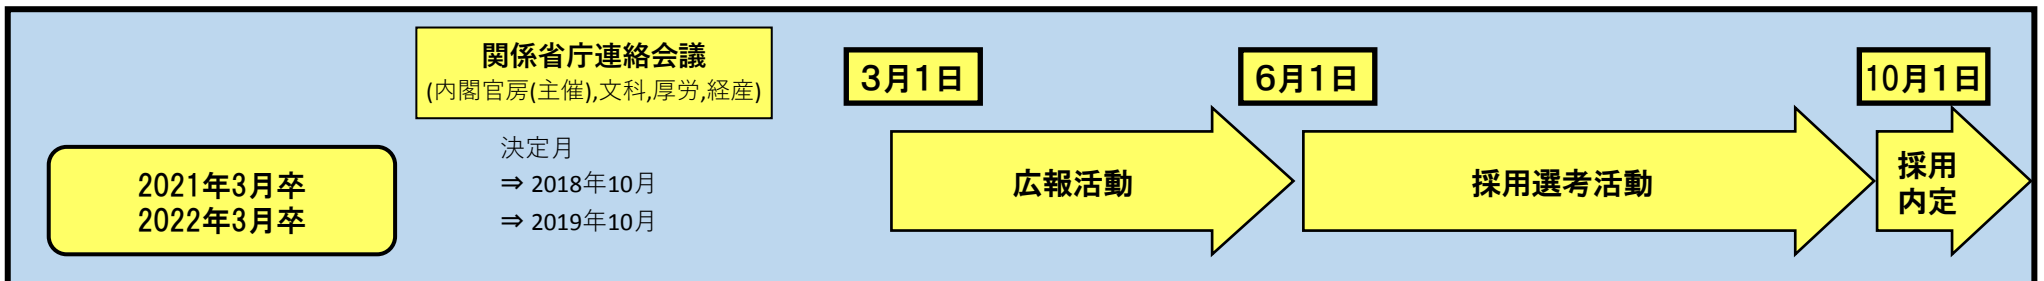 関係省庁連絡会議
(内閣官房(主催),文科,厚労,経産)
3月1日
6月1日
10月1日
決定月
2021年3月卒
⇒ 2018年10月
2022年3月卒
⇒ 2019年10月
広報活動
採用選考活動
採用
内定